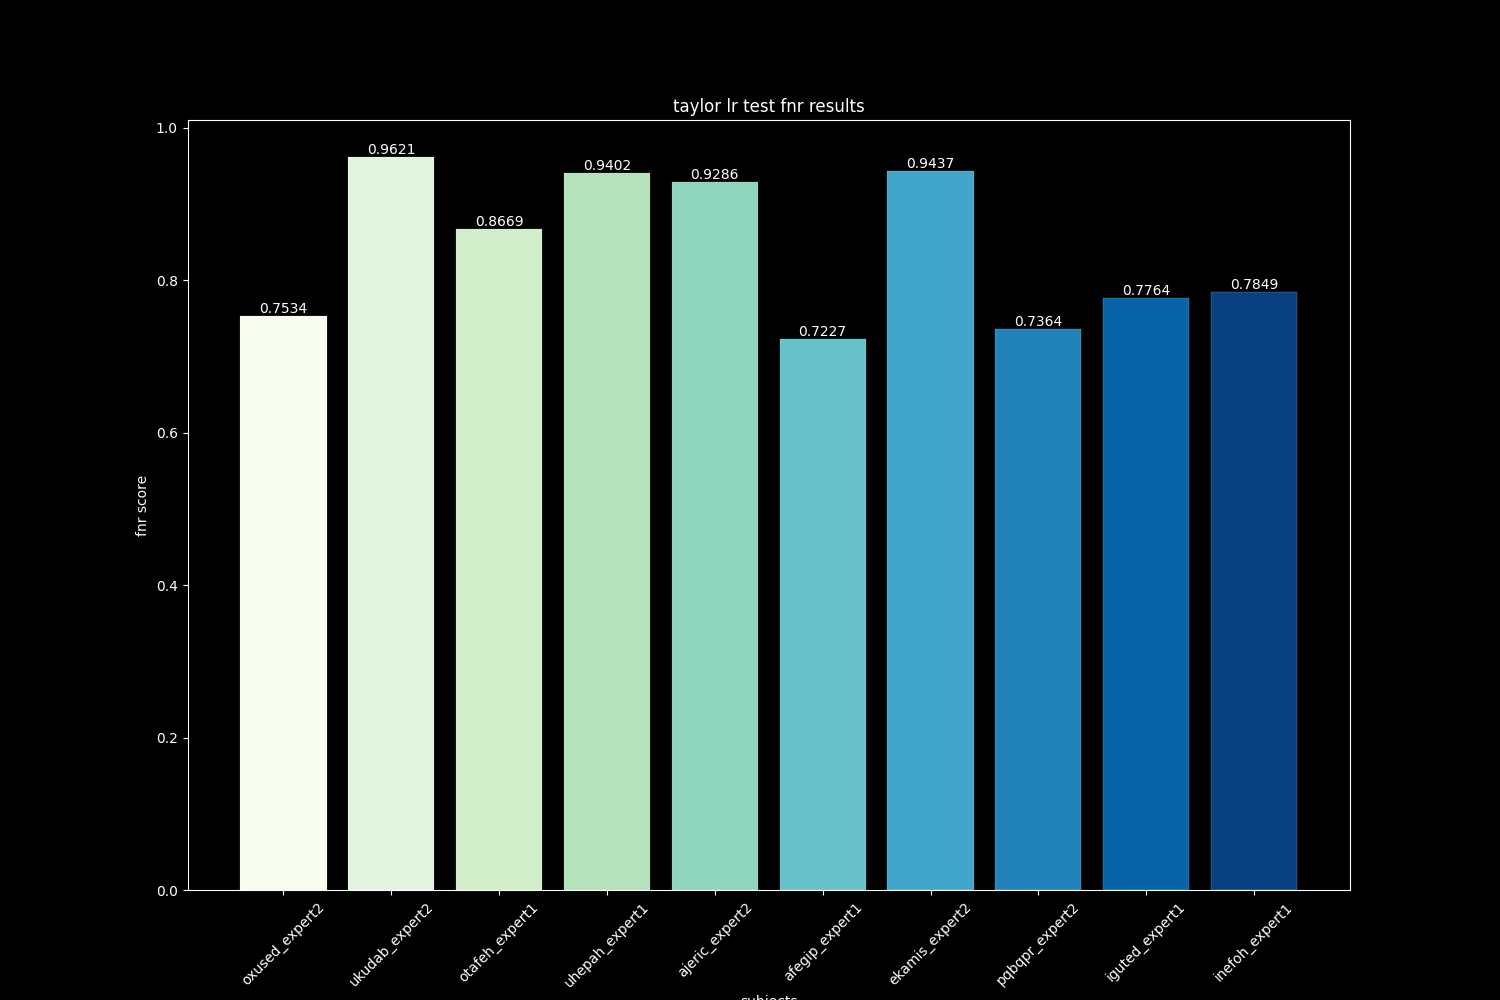 taylor lr test fnr results
1.0
0.8
0.6
0.4
0.2
0.0
fnr score
0.7534
0.9621
0.8669
0.9402
0.9286
0.7227
0.9437
0.7364
0.7764
0.7849
oxused_expert2
ukudab_expert2
otafeh_expert1
uhepah_expert1
ajeric_expert2
afegip_expert1
ekamis_expert2
pqbqpr_expert2
iguted_expert1
inefoh_expert1
subjects